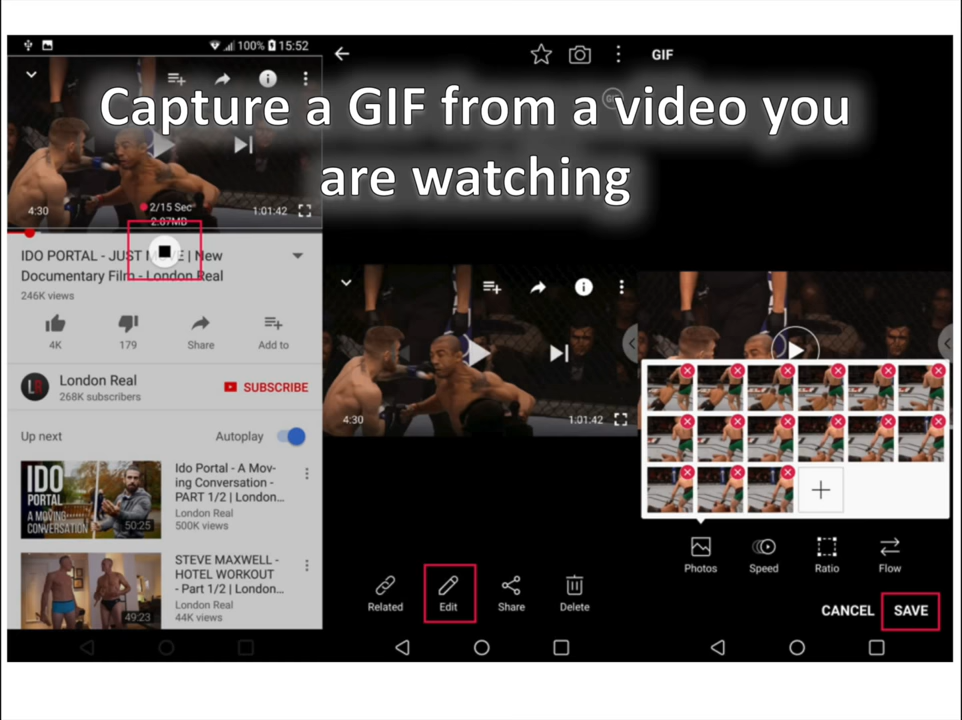 Capture a GIF from a video you
are watching
100% 15:52
2/15 Sec
2.07MB
4:30
1:01:42
IDO PORTAL - JUST MOVE | New
Documentary Film - London Real
246K views
4K
179
Share
Add to
LR
London Real
268K subscribers
SUBSCRIBE
Up next
Autoplay
IDO
PORTAL
A MOVING
CONVERSATION
50:25
Ido Portal - A Mov-
ing Conversation -
PART 1/2 | London...
London Real
500K views
49:23
STEVE MAXWELL -
HOTEL WORKOUT
- Part 1/2 | London...
London Real
44K views
4:30
1:01:42
Related
Edit
Share
Delete
GIF
Photos
Speed
Ratio
Flow
CANCEL
SAVE